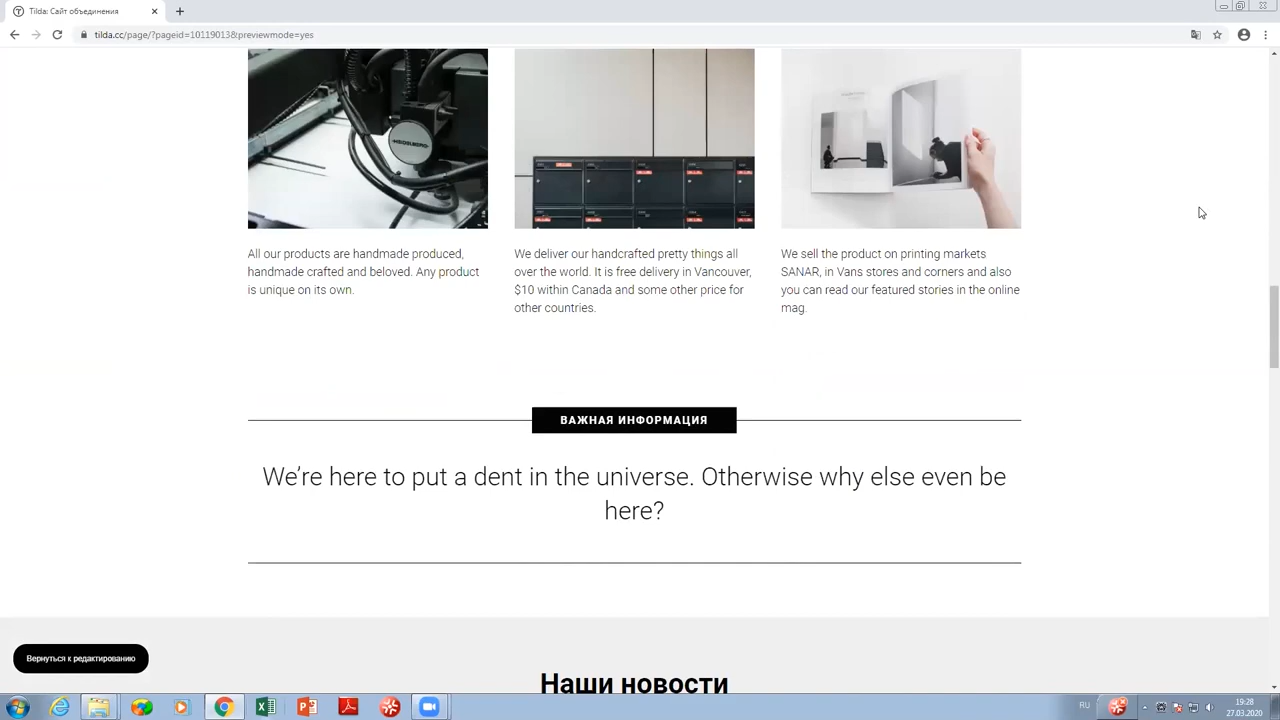 Tilda: Сайт объединения
tilda.cc/page/?pageid=10119013&previewmode=yes
HEIDELBERG
All our products are handmade produced,
handmade crafted and beloved. Any product
is unique on its own.
We deliver our handcrafted pretty things all
over the world. It is free delivery in Vancouver,
$10 within Canada and some other price for
other countries.
We sell the product on printing markets
SANAR, in Vans stores and corners and also
you can read our featured stories in the online
mag.
ВАЖНАЯ ИНФОРМАЦИЯ
We’re here to put a dent in the universe. Otherwise why else even be
here?
Вернуться к редактированию
Наши новости
RU
19:28
27.03.2020